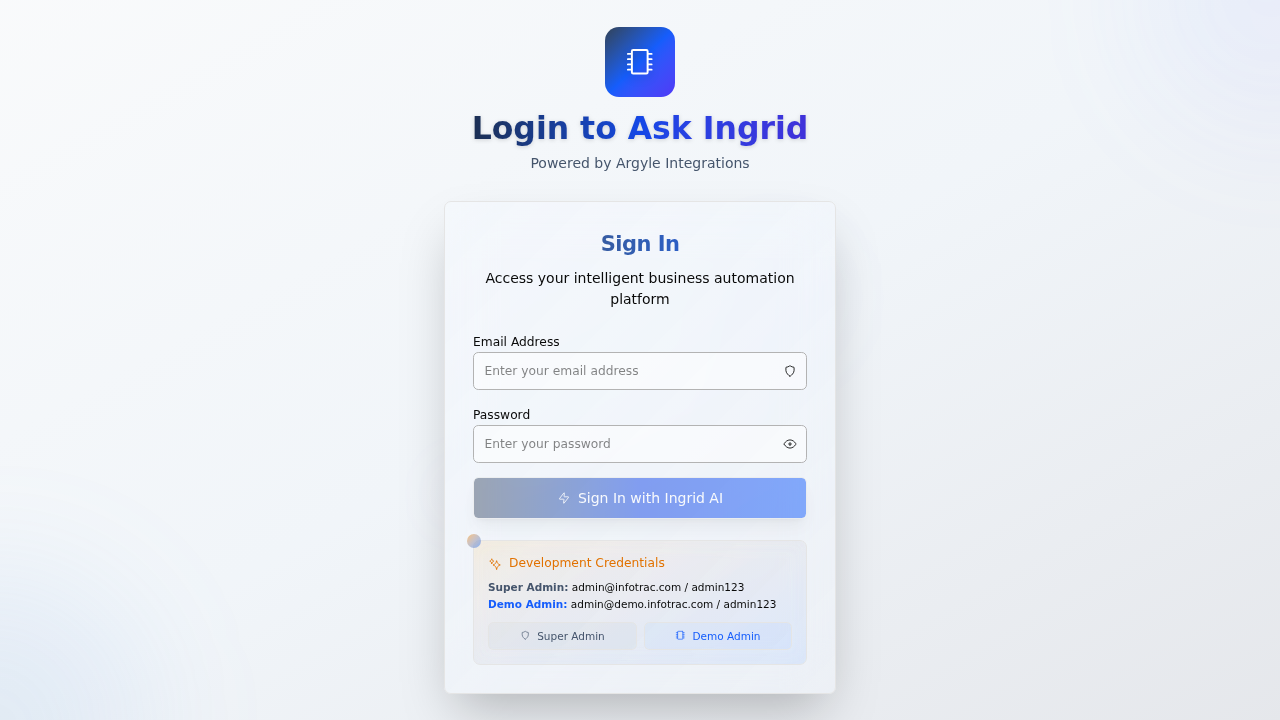 Login to Ask Ingrid
Powered by Argyle Integrations
Sign In
Access your intelligent business automation
platform
Email Address
Enter your email address
Password
Enter your password
Sign In with Ingrid AI
Development Credentials
Super Admin: admin@infotrac.com / admin123
Demo Admin: admin@demo.infotrac.com / admin123
Super Admin
Demo Admin